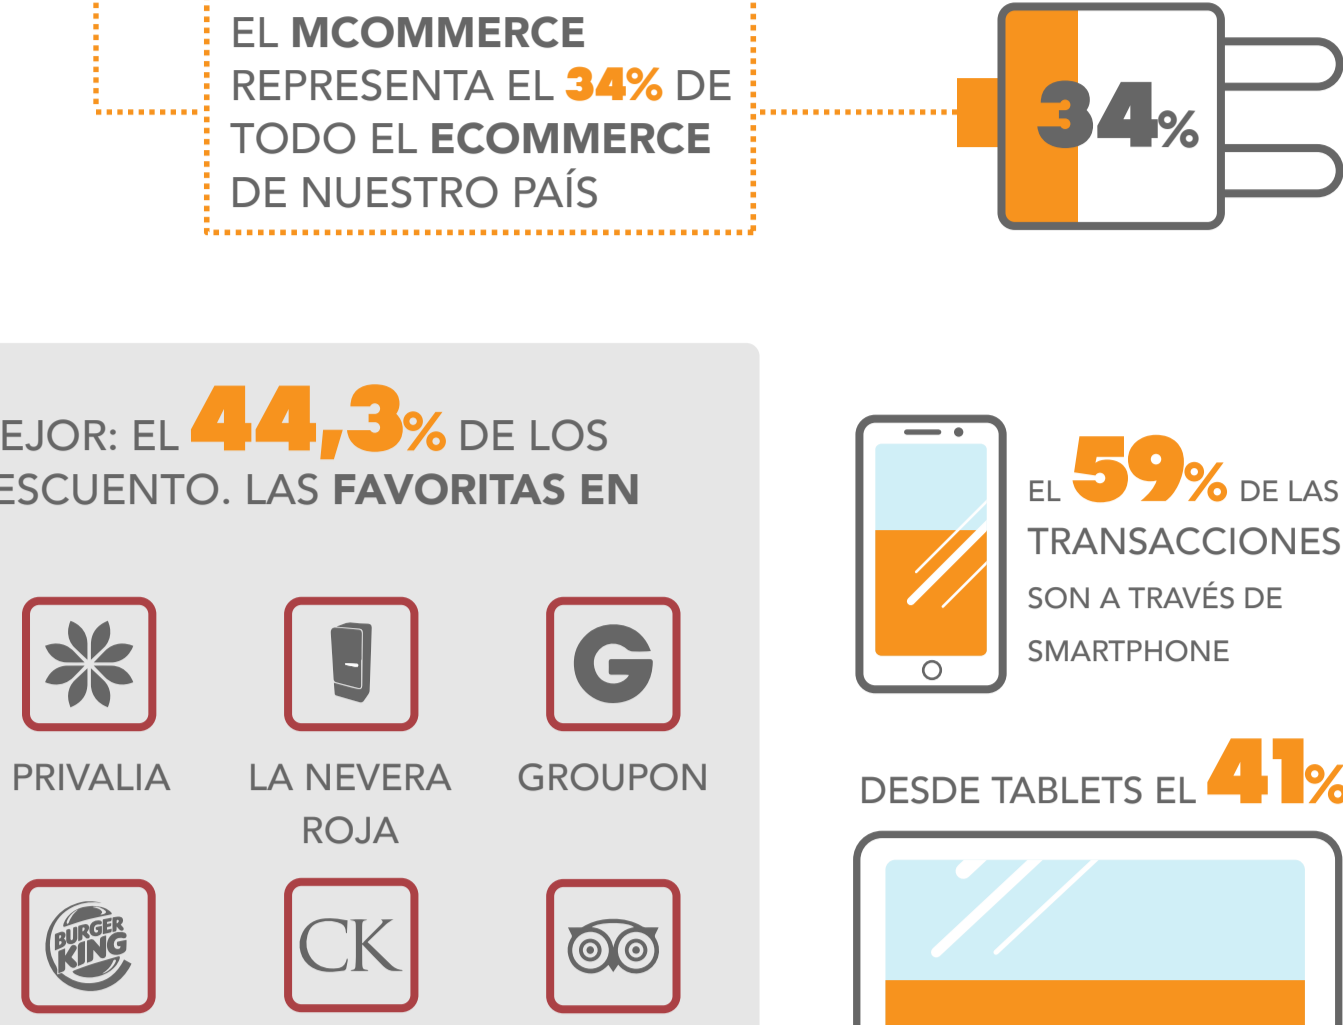 EL MCOMMERCE
REPRESENTA EL 34% DE
TODO EL ECOMMERCE
DE NUESTRO PAÍS
34%
EJOR: EL 44,3% DE LOS
ESCUENTO. LAS FAVORITAS EN
G
PRIVALIA
LA NEVERA
ROJA
GROUPON
BURGER
KING
CK
EL 59% DE LAS
TRANSACCIONES
SON A TRAVÉS DE
SMARTPHONE
DESDE TABLETS EL 41%